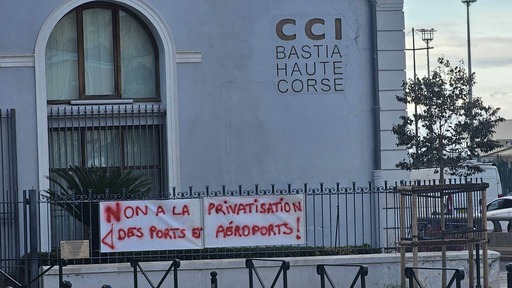 CCI
BASTIA
HAUTE
CORSE
NON A LA PRIVATISATION
DES PORTS ET AÉROPORTS!